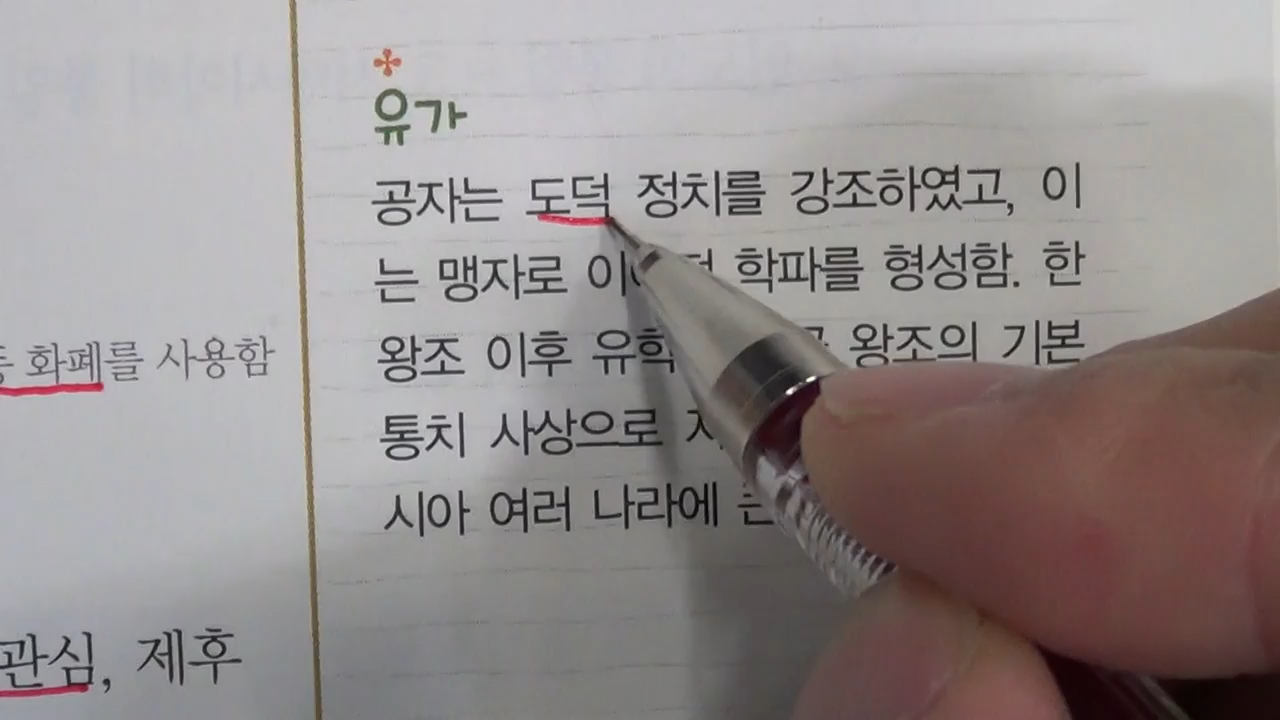 유가
공자는 도덕 정치를 강조하였고, 이
는 맹자로 학파를 형성함. 한
왕조 이후 왕조의 기본
통치 사상으로
시아 여러 나라에
화폐를 사용함
관심, 제후